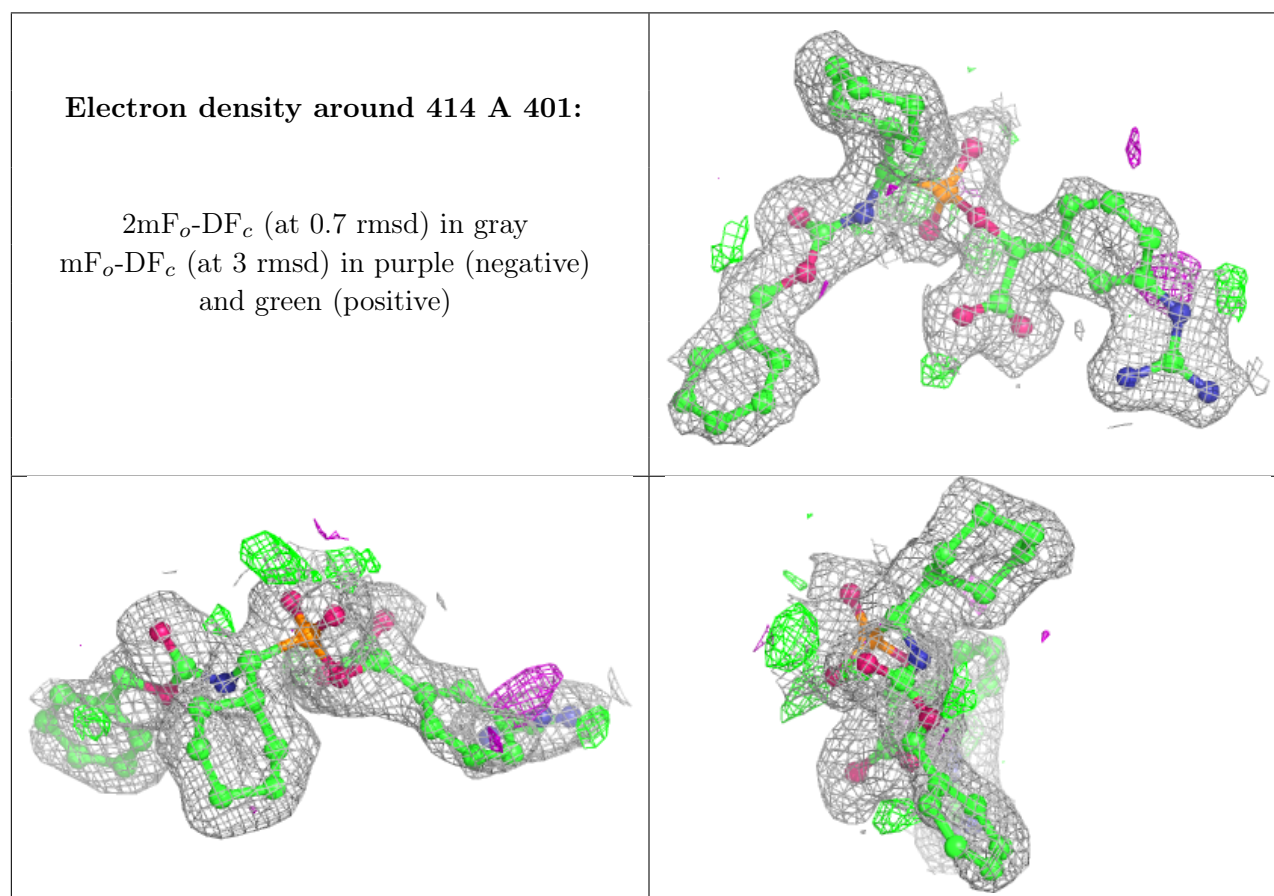 Electron density around 414 A 401:
2mFo-DFc (at 0.7 rmsd) in gray
mFo-DFc (at 3 rmsd) in purple (negative)
and green (positive)